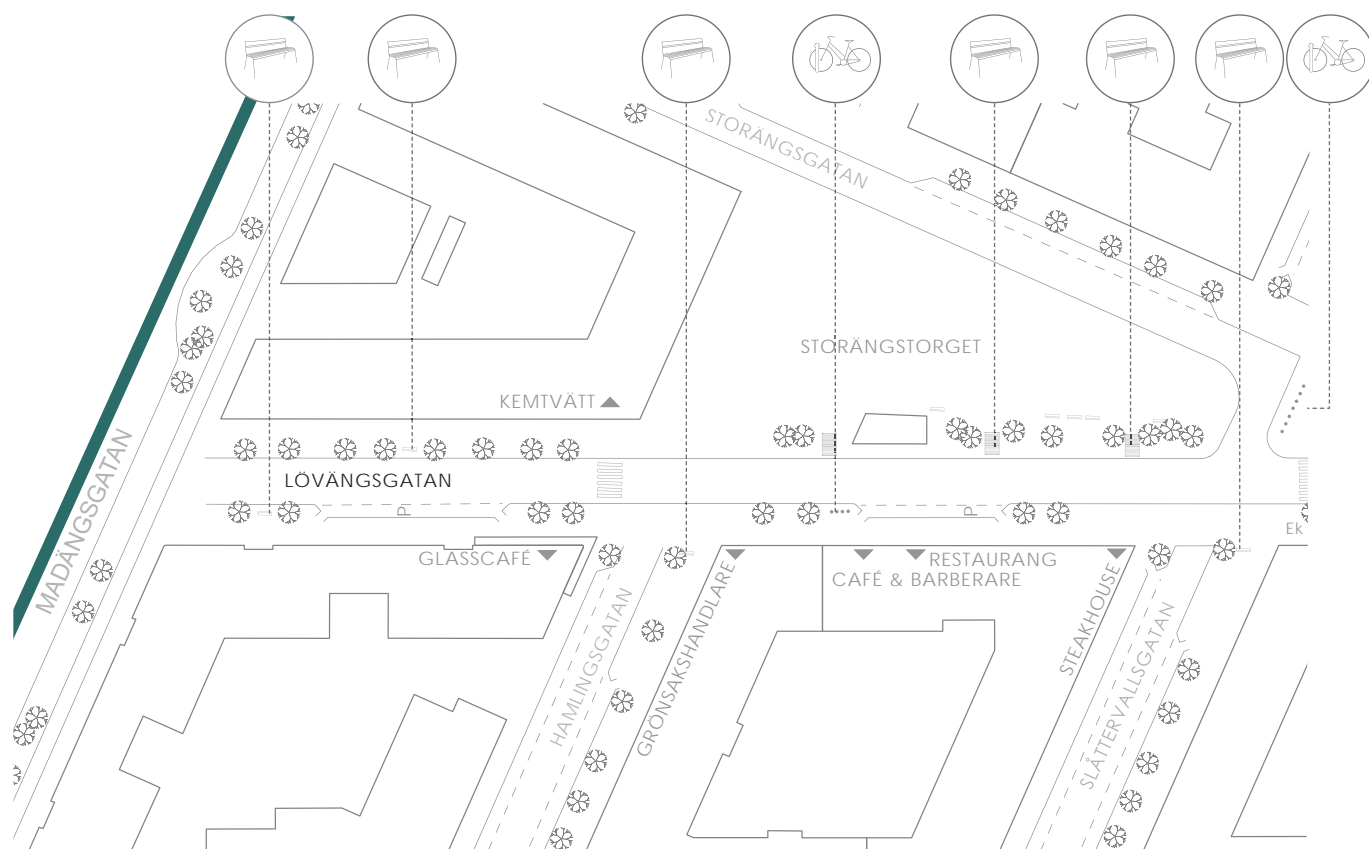 STORÄNGSGATAN
STORÄNGSTORGET
KEMTVÄTT
MADÄNGSGATAN
LÖVÄNGSGATAN
P
P
Ek
GLASSCAFÉ
RESTAURANG
CAFÉ & BARBERARE
HAMLINGSGATAN
GRÖNSAKSHANDLARE
STEAKHOUSE
SLÅTTERVALLSGATAN